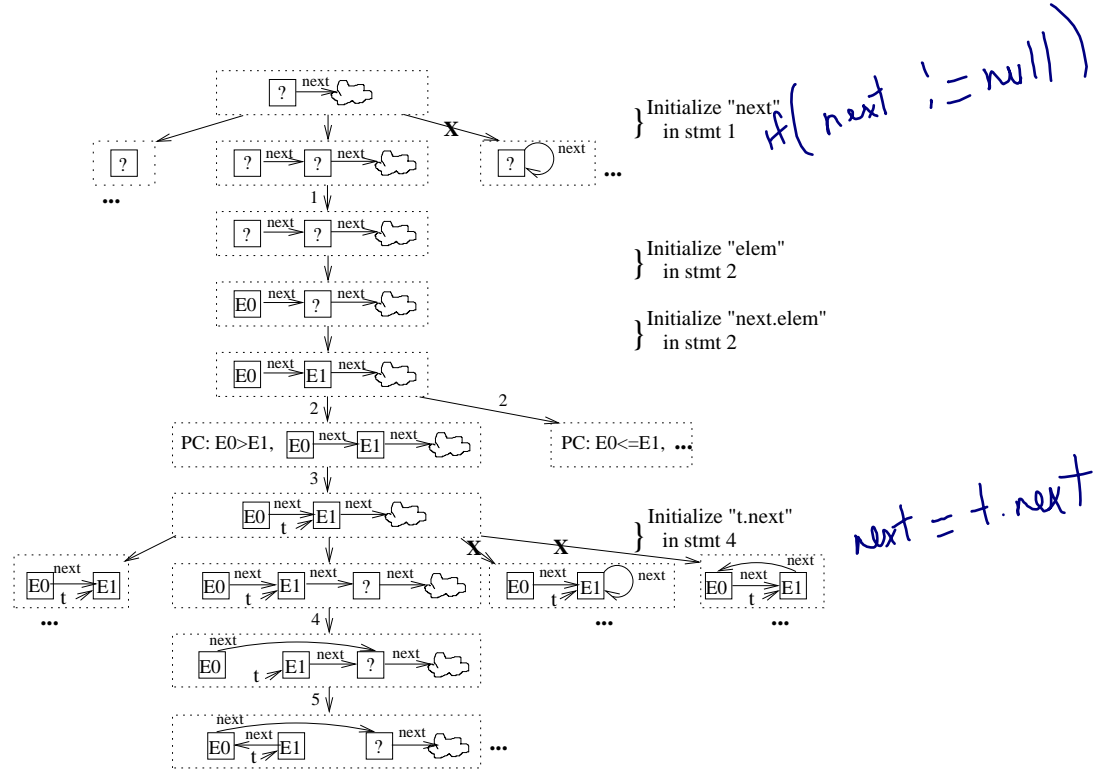 ? next
} Initialize "next"
in stmt 1
if( next != null )
X
?
? next ? next
? next
...
...
1
? next ? next
} Initialize "elem"
in stmt 2
E0 next ? next
} Initialize "next.elem"
in stmt 2
E0 next E1 next
2
2
PC: E0>E1, E0 next E1 next
PC: E0<=E1, ...
3
E0 next E1 next
t
} Initialize "t.next"
in stmt 4
next = t.next
X
X
E0 next E1
t
E0 next E1 next ? next
t
E0 next E1 next
t
E0 next E1 next
t
...
...
...
4
next
E0 t E1 next ? next
5
next
E0 next E1 ? next
t
...